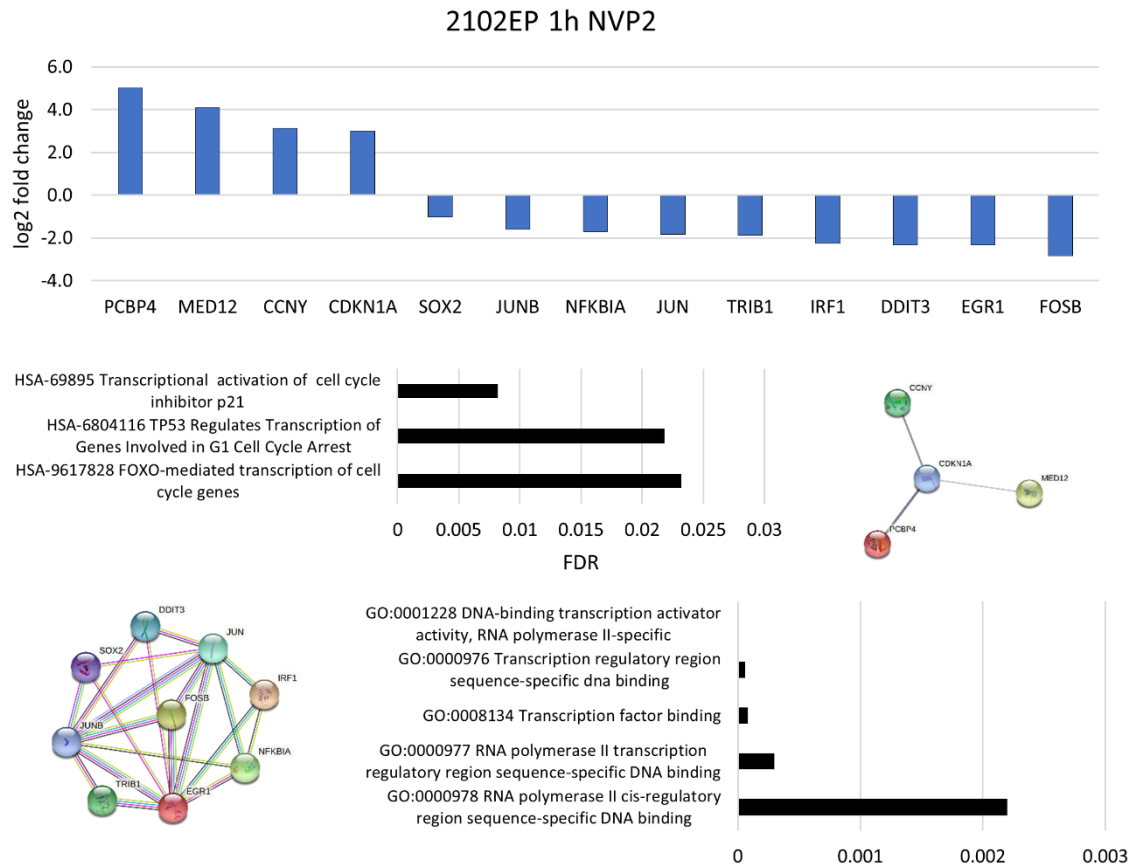 2102EP 1h NVP2
log2 fold change
6.0
4.0
2.0
0.0
-2.0
-4.0
PCBP4 MED12 CCNY CDKN1A SOX2 JUNB NFKBIA JUN TRIB1 IRF1 DDIT3 EGR1 FOSB
HSA-69895 Transcriptional activation of cell cycle
inhibitor p21
HSA-6804116 TP53 Regulates Transcription of
Genes Involved in G1 Cell Cycle Arrest
HSA-9617828 FOXO-mediated transcription of cell
cycle genes
0 0.005 0.01 0.015 0.02 0.025 0.03
FDR
CCNY
CDKN1A
MED12
PCBP4
DDIT3
JUN
SOX2
IRF1
FOSB
JUNB
NFKBIA
TRIB1
EGR1
GO:0001228 DNA-binding transcription activator
activity, RNA polymerase II-specific
GO:0000976 Transcription regulatory region
sequence-specific dna binding
GO:0008134 Transcription factor binding
GO:0000977 RNA polymerase II transcription
regulatory region sequence-specific DNA binding
GO:0000978 RNA polymerase II cis-regulatory
region sequence-specific DNA binding
0 0.001 0.002 0.003